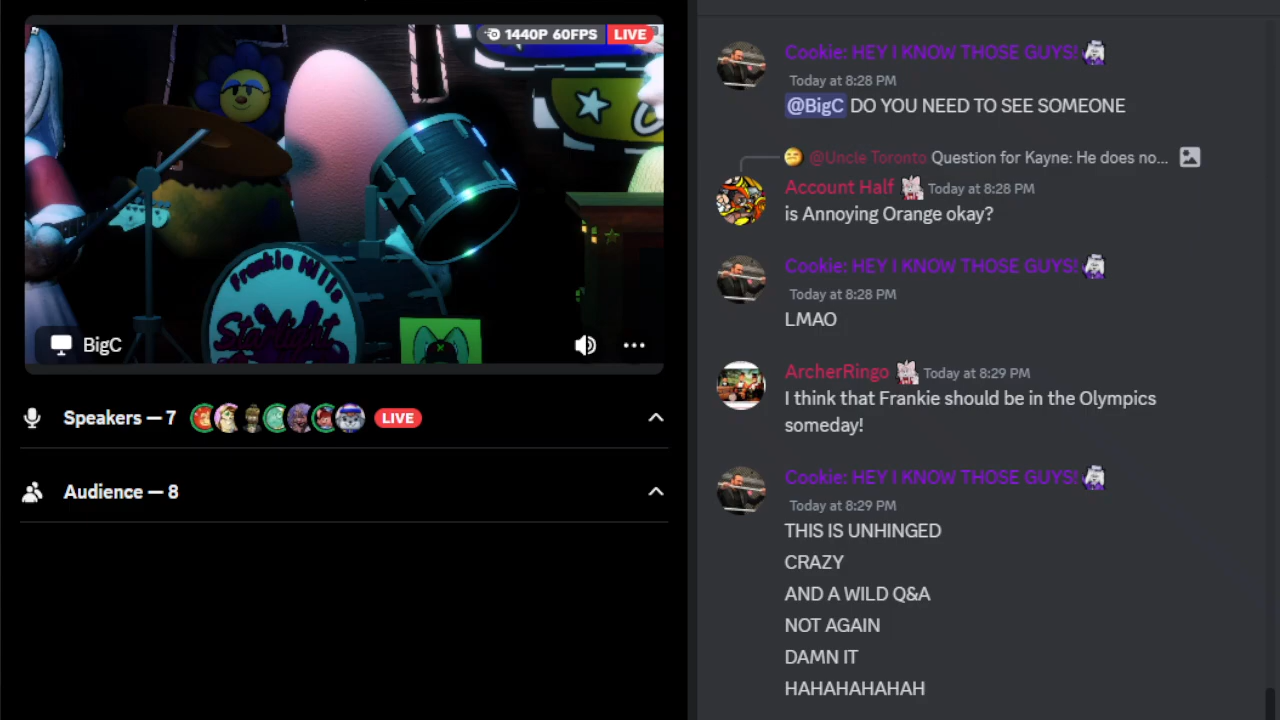 1440P 60FPS LIVE
Frankie Mills
Starlight
BigC
Speakers — 7 LIVE
Audience — 8
Cookie: HEY I KNOW THOSE GUYS!
Today at 8:28 PM
@BigC DO YOU NEED TO SEE SOMEONE
@Uncle Toronto Question for Kayne: He does no...
Account Half Today at 8:28 PM
is Annoying Orange okay?
Cookie: HEY I KNOW THOSE GUYS!
Today at 8:28 PM
LMAO
ArcherRingo Today at 8:29 PM
I think that Frankie should be in the Olympics
someday!
Cookie: HEY I KNOW THOSE GUYS!
Today at 8:29 PM
THIS IS UNHINGED
CRAZY
AND A WILD Q&A
NOT AGAIN
DAMN IT
HAHAHAHAHAH